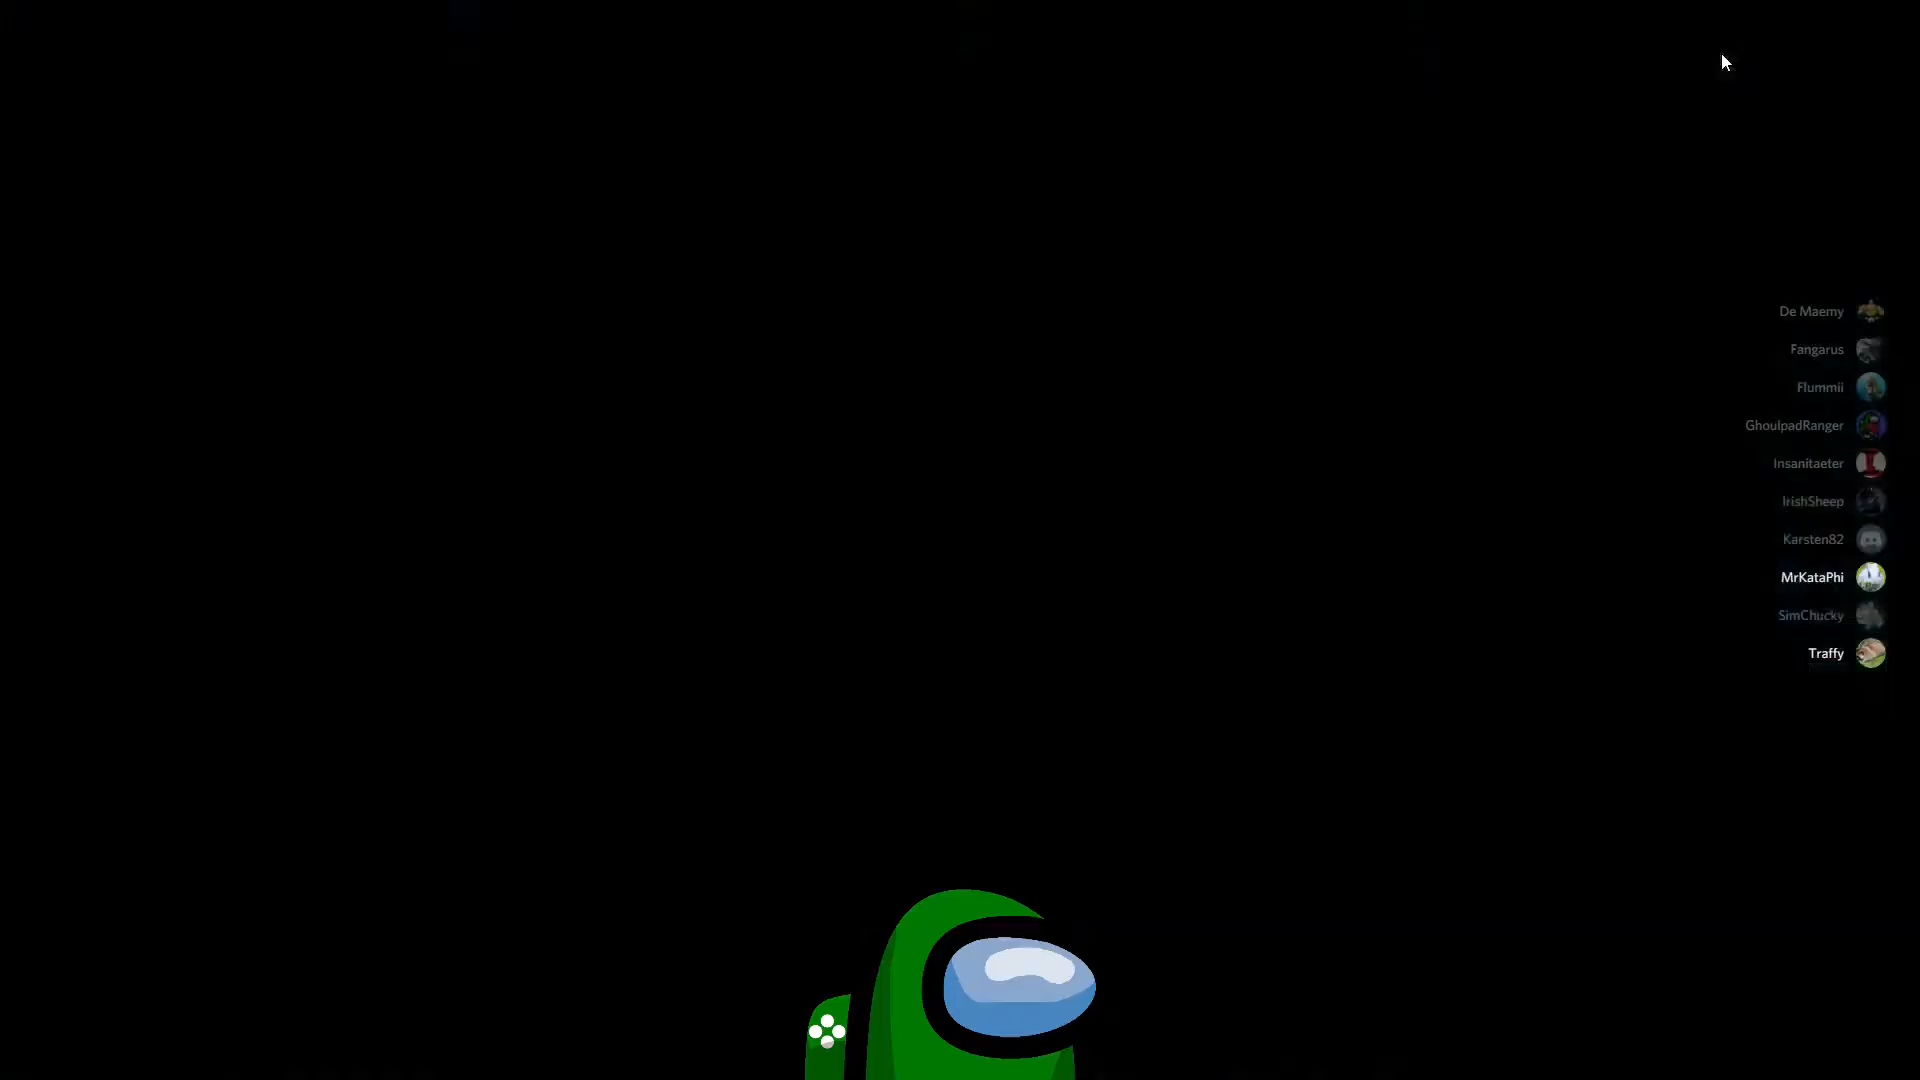 De Maemy
Fangarus
Flummii
GhoulpadRanger
Insanitaeter
IrishSheep
Karsten82
MrKataPhi
SimChucky
Traffy